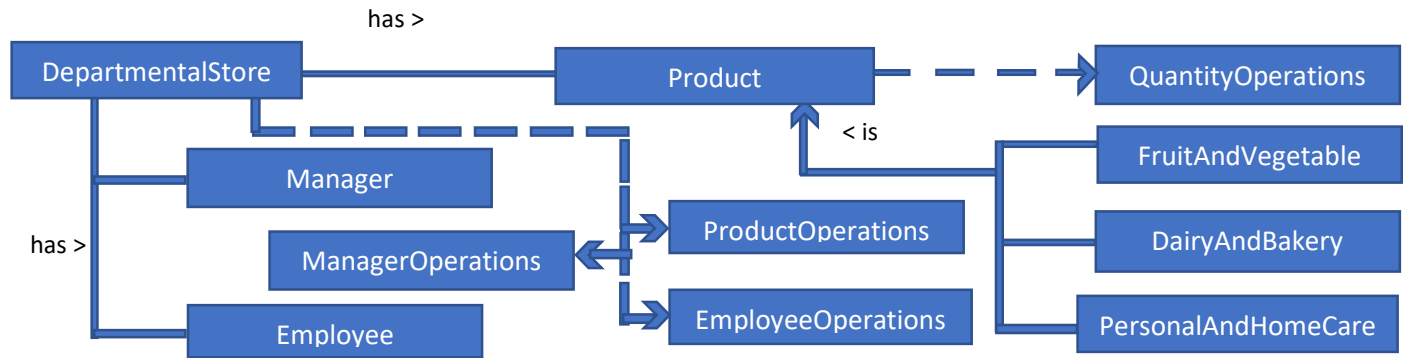 has >
DepartmentalStore
Product
QuantityOperations
< is
FruitAndVegetable
Manager
ProductOperations
has >
ManagerOperations
DairyAndBakery
EmployeeOperations
PersonalAndHomeCare
Employee